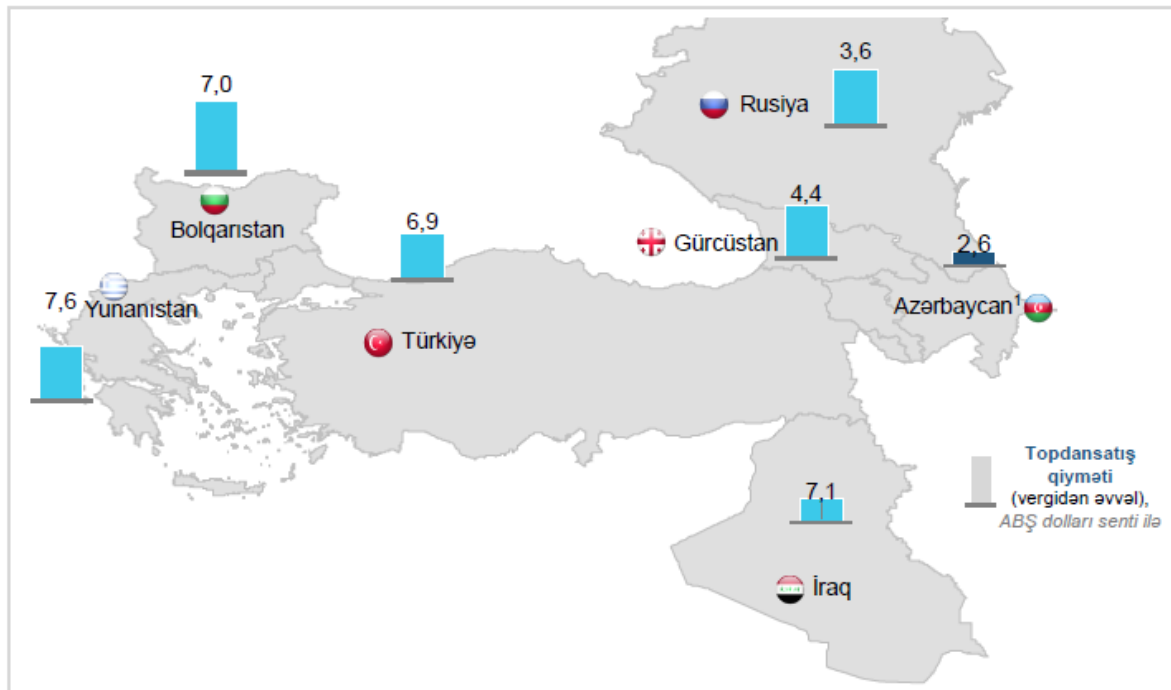 3,6
Rusiya
7,0
Bolqarıstan
6,9
4,4
Gürcüstan
2,6
Azərbaycan¹
7,6
Yunanıstan
Türkiyə
7,1
İraq
Topdansatış
qiyməti
(vergidən əvvəl),
ABŞ dolları senti ilə